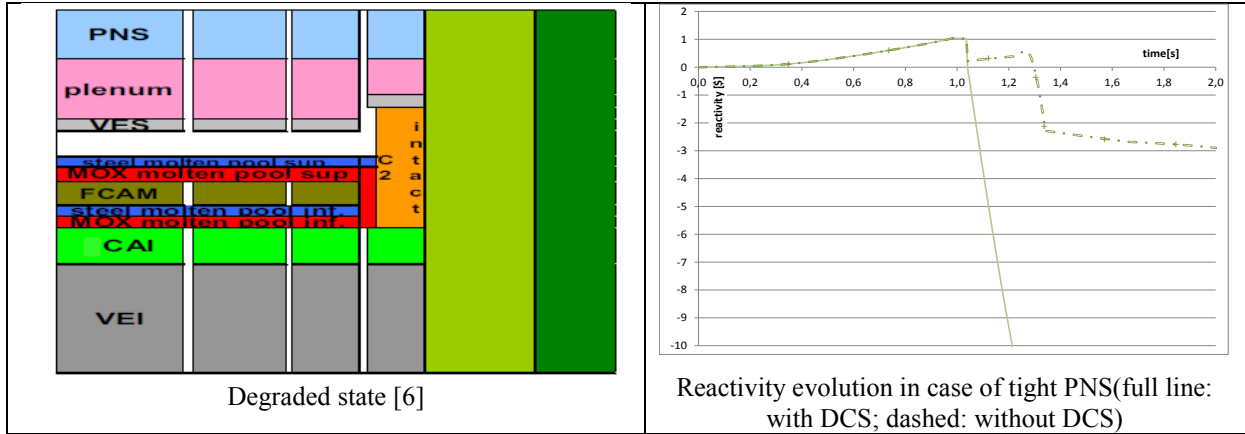 PNS
plenum
VES
steel molten pool sup
MOX molten pool sup
FCAM
steel molten pool inf.
MOX molten pool inf.
CAI
VEI
C2
intact
Degraded state [6]
2
1
0
-1
-2
-3
-4
-5
-6
-7
-8
-9
-10
reactivity [$]
time[s]
0,0 0,2 0,4 0,6 0,8 1,0 1,2 1,4 1,6 1,8 2,0
Reactivity evolution in case of tight PNS(full line:
with DCS; dashed: without DCS)